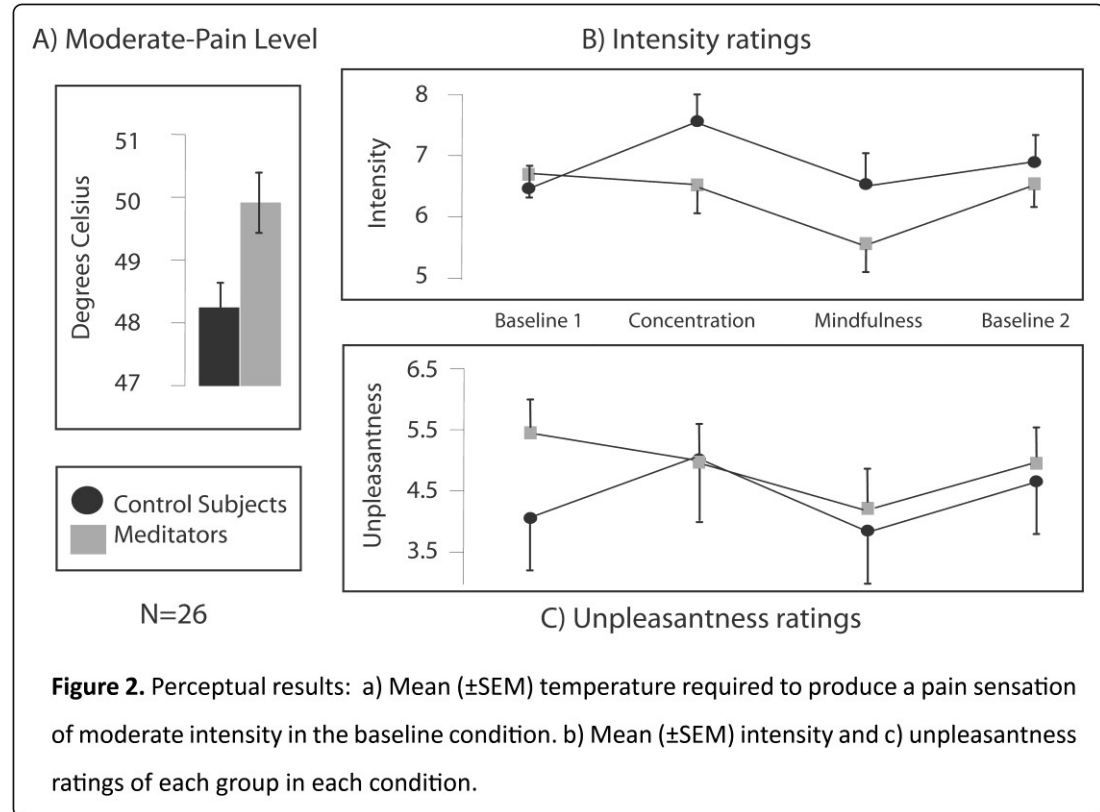 A) Moderate-Pain Level
51
50
49
48
47
Degrees Celsius
Control Subjects
Meditators
N=26
B) Intensity ratings
8
7
6
5
Intensity
Baseline 1 Concentration Mindfulness Baseline 2
6.5
5.5
4.5
3.5
Unpleasantness
C) Unpleasantness ratings
Figure 2. Perceptual results: a) Mean (±SEM) temperature required to produce a pain sensation
of moderate intensity in the baseline condition. b) Mean (±SEM) intensity and c) unpleasantness
ratings of each group in each condition.